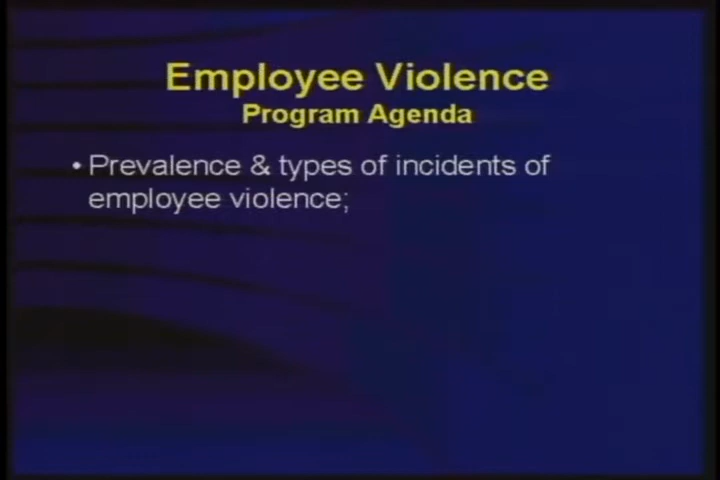 Employee Violence
Program Agenda
• Prevalence & types of incidents of
employee violence;